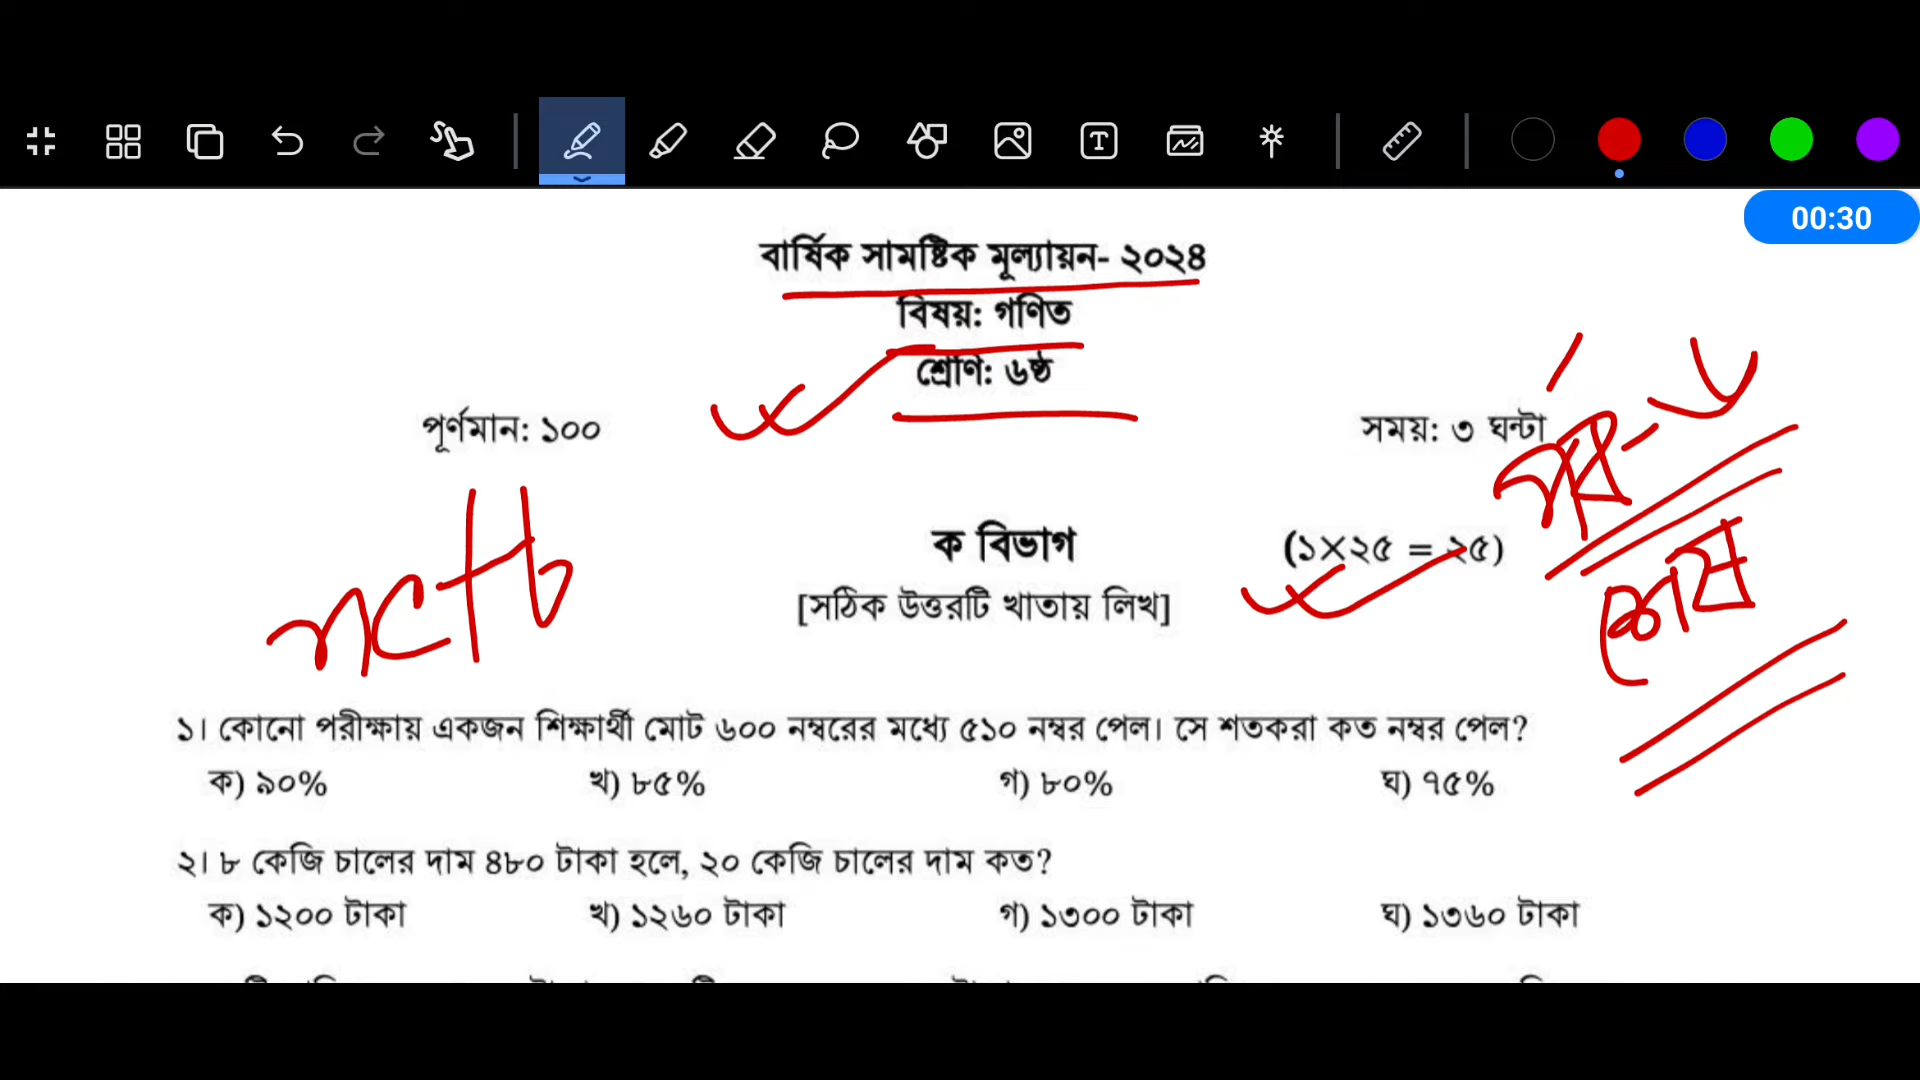 00:30
বার্ষিক সামষ্টিক মূল্যায়ন- ২০২৪
বিষয়: গণিত
শ্রেণি: ৬ষ্ঠ
পূর্ণমান: ১০০ সময়: ৩ ঘন্টা
ক বিভাগ (১×২৫ = ২৫)
[সঠিক উত্তরটি খাতায় লিখ]
nctb
১। কোনো পরীক্ষায় একজন শিক্ষার্থী মোট ৬০০ নম্বরের মধ্যে ৫১০ নম্বর পেল। সে শতকরা কত নম্বর পেল?
ক) ৯০% খ) ৮৫% গ) ৮০% ঘ) ৭৫%
২। ৮ কেজি চালের দাম ৪৮০ টাকা হলে, ২০ কেজি চালের দাম কত?
ক) ১২০০ টাকা খ) ১২৬০ টাকা গ) ১৩০০ টাকা ঘ) ১৩৬০ টাকা